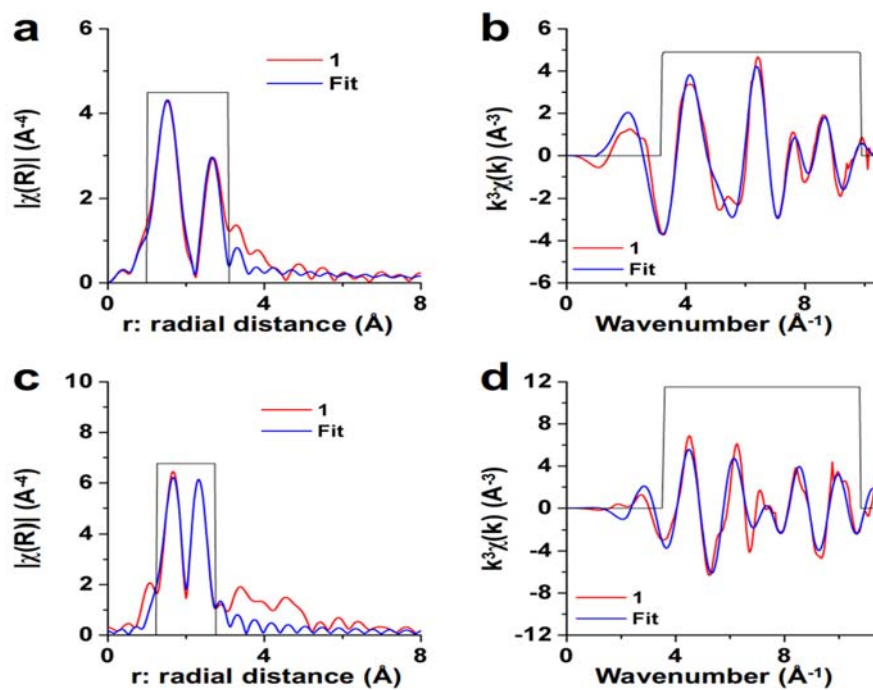 a
6
4
2
0
|χ(R)| (A⁻⁴)
1
Fit
0 4 8
r: radial distance (Å)
b
6
4
2
0
-2
-4
-6
k³χ(k) (A⁻³)
1
Fit
0 4 8
Wavenumber (Å⁻¹)
c
10
8
6
4
2
0
|χ(R)| (A⁻⁴)
1
Fit
0 4 8
r: radial distance (Å)
d
12
8
4
0
-4
-8
-12
k³χ(k) (A⁻³)
1
Fit
0 4 8
Wavenumber (Å⁻¹)